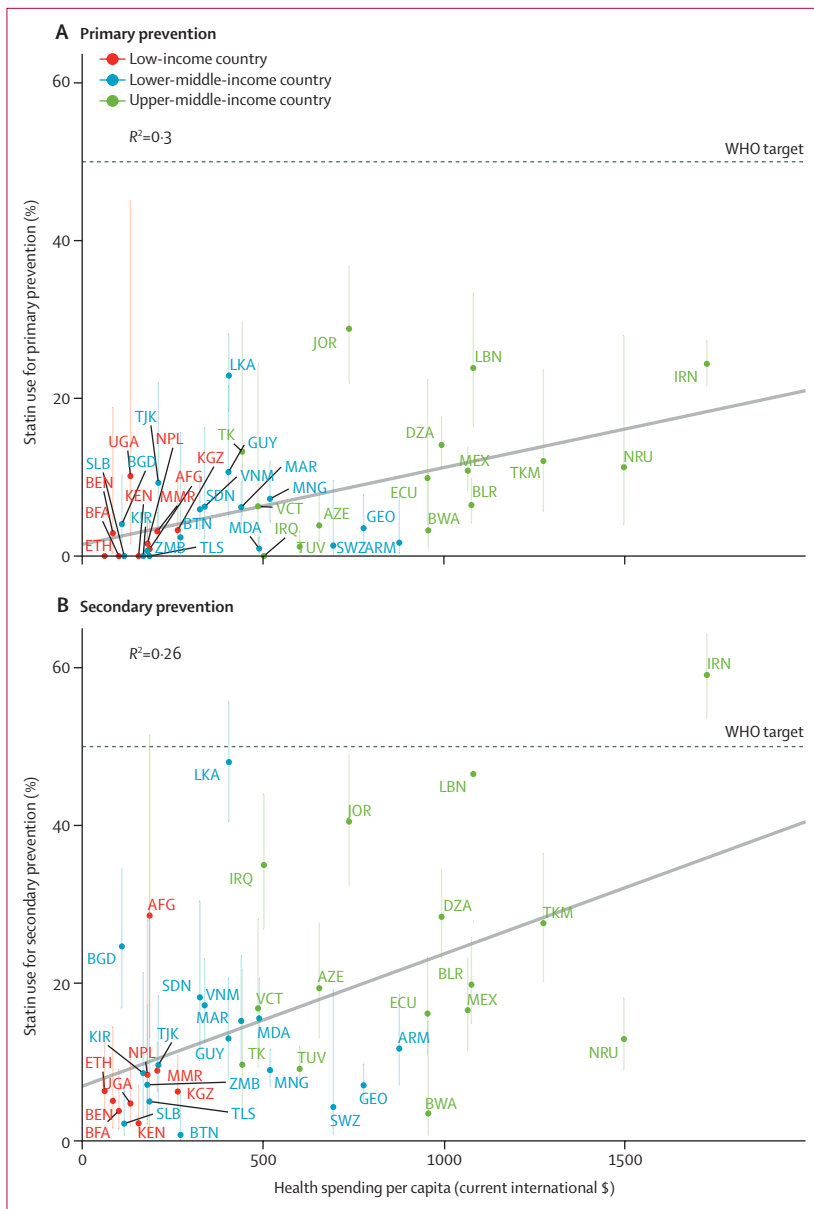 A Primary prevention
Low-income country
Lower-middle-income country
Upper-middle-income country
60
R²=0·3
WHO target
Statin use for primary prevention (%)
40
JOR
LKA
LBN
IRN
20
TJK
TK
GUY
DZA
UGA
NPL
KGZ
MAR
MEX
NRU
SLB
BGD
AFG
VNM
TKM
BEN
KEN
MMR
SDN
MNG
ECU
BLR
BFA
KIR
BTN
VCT
AZE
GEO
BWA
MDA
IRQ
ETH
ZMB
TLS
TUV
SWZ
ARM
0
B Secondary prevention
60
R²=0·26
IRN
WHO target
Statin use for secondary prevention (%)
LKA
LBN
40
JOR
IRQ
AFG
DZA
TKM
BGD
20
SDN
VNM
AZE
BLR
VCT
MAR
ECU
MEX
KIR
TJK
MDA
ARM
NPL
GUY
NRU
ETH
TK
TUV
UGA
MMR
ZMB
MNG
KGZ
GEO
BEN
SLB
TLS
BWA
BFA
KEN
BTN
SWZ
0
0
500
1000
1500
Health spending per capita (current international $)